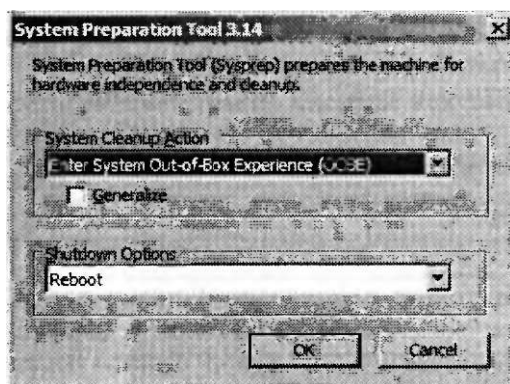 System Preparation Tool 3.14
System Preparation Tool (Sysprep) prepares the machine for
hardware independence and cleanup.
System Cleanup Action
Enter System Out-of-Box Experience (OOBE)
Generalize
Shutdown Options
Reboot
OK
Cancel